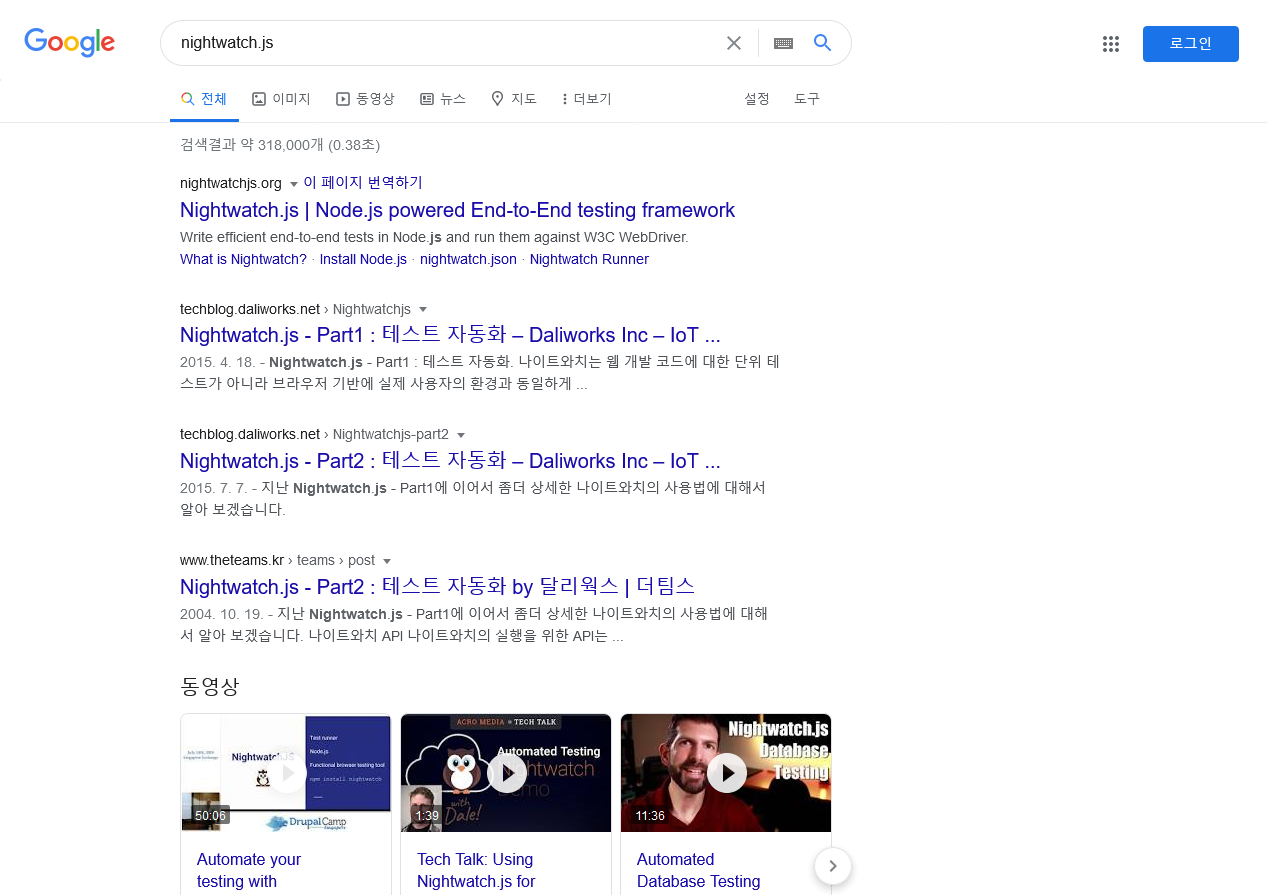 Google
nightwatch.js
로그인
전체 이미지 동영상 뉴스 지도 더보기 설정 도구
검색결과 약 318,000개 (0.38초)
nightwatchjs.org 이 페이지 번역하기
Nightwatch.js | Node.js powered End-to-End testing framework
Write efficient end-to-end tests in Node.js and run them against W3C WebDriver.
What is Nightwatch? · Install Node.js · nightwatch.json · Nightwatch Runner
techblog.daliworks.net › Nightwatchjs
Nightwatch.js - Part1 : 테스트 자동화 – Daliworks Inc – IoT ...
2015. 4. 18. - Nightwatch.js - Part1 : 테스트 자동화. 나이트와치는 웹 개발 코드에 대한 단위 테
스트가 아니라 브라우저 기반에 실제 사용자의 환경과 동일하게 ...
techblog.daliworks.net › Nightwatchjs-part2
Nightwatch.js - Part2 : 테스트 자동화 – Daliworks Inc – IoT ...
2015. 7. 7. - 지난 Nightwatch.js - Part1에 이어서 좀더 상세한 나이트와치의 사용법에 대해서
알아 보겠습니다.
www.theteams.kr › teams › post
Nightwatch.js - Part2 : 테스트 자동화 by 달리웍스 | 더팀스
2004. 10. 19. - 지난 Nightwatch.js - Part1에 이어서 좀더 상세한 나이트와치의 사용법에 대해
서 알아 보겠습니다. 나이트와치 API 나이트와치의 실행을 위한 API는 ...
동영상
NightwatchJS
Test runner
Node.js
Functional browser testing tool
npm install nightwatch
50:06
DrupalCamp
ACRO MEDIA TECH TALK
Automated Testing
Nightwatch
Demo
with
Dale!
1:39
Nightwatch.js
Database
Testing
11:36
Automate your
testing with
Tech Talk: Using
Nightwatch.js for
Automated
Database Testing